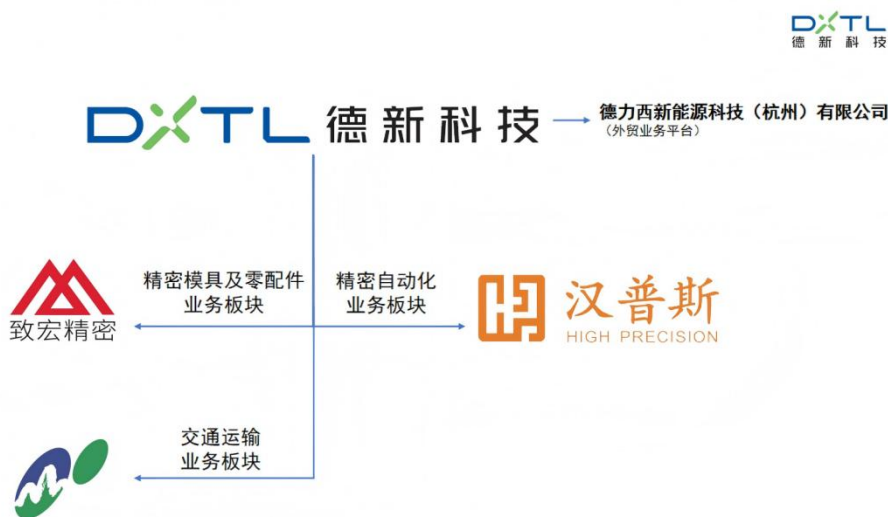 DXTL
德新科技
DXTL 德新科技
德力西新能源科技（杭州）有限公司
（外贸业务平台）
精密模具及零配件
业务板块
精密自动化
业务板块
致宏精密
汉普斯
HIGH PRECISION
交通运输
业务板块